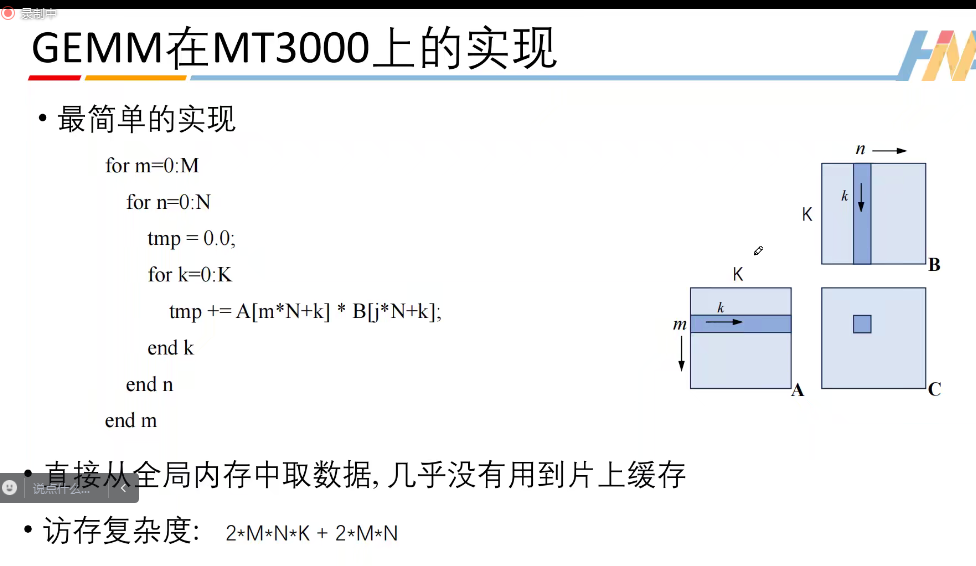 录制中
GEMM在MT3000上的实现
• 最简单的实现
for m=0:M
for n=0:N
tmp = 0.0;
for k=0:K
tmp += A[m*N+k] * B[j*N+k];
end k
end n
end m
n
k
K
B
K
k
m
A
C
• 直接从全局内存中取数据, 几乎没有用到片上缓存
说点什么...
• 访存复杂度: 2*M*N*K + 2*M*N